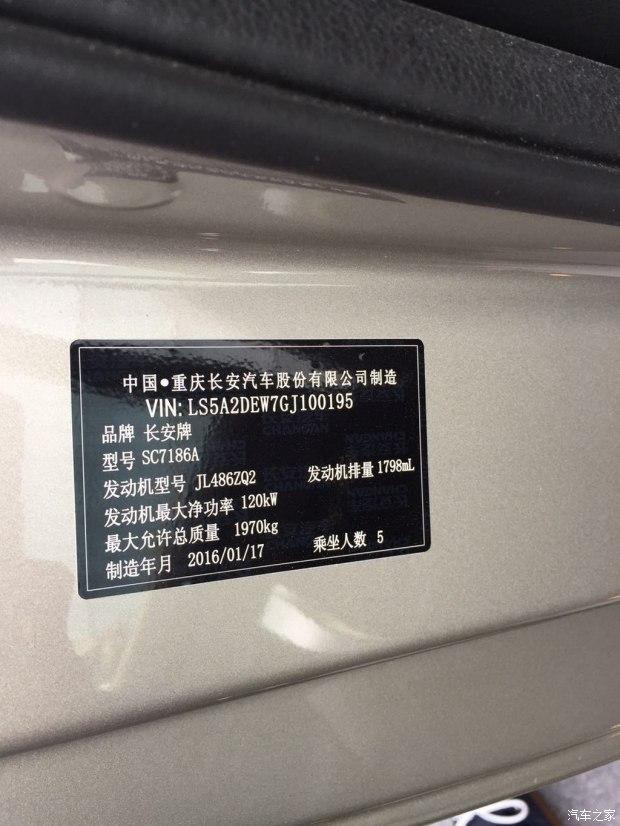 中国●重庆长安汽车股份有限公司制造
VIN: LS5A2DEW7GJ100195
品牌 长安牌
型号 SC7186A
发动机型号 JL486ZQ2 发动机排量 1798mL
发动机最大净功率 120kW
最大允许总质量 1970kg
制造年月 2016/01/17 乘坐人数 5
汽车之家